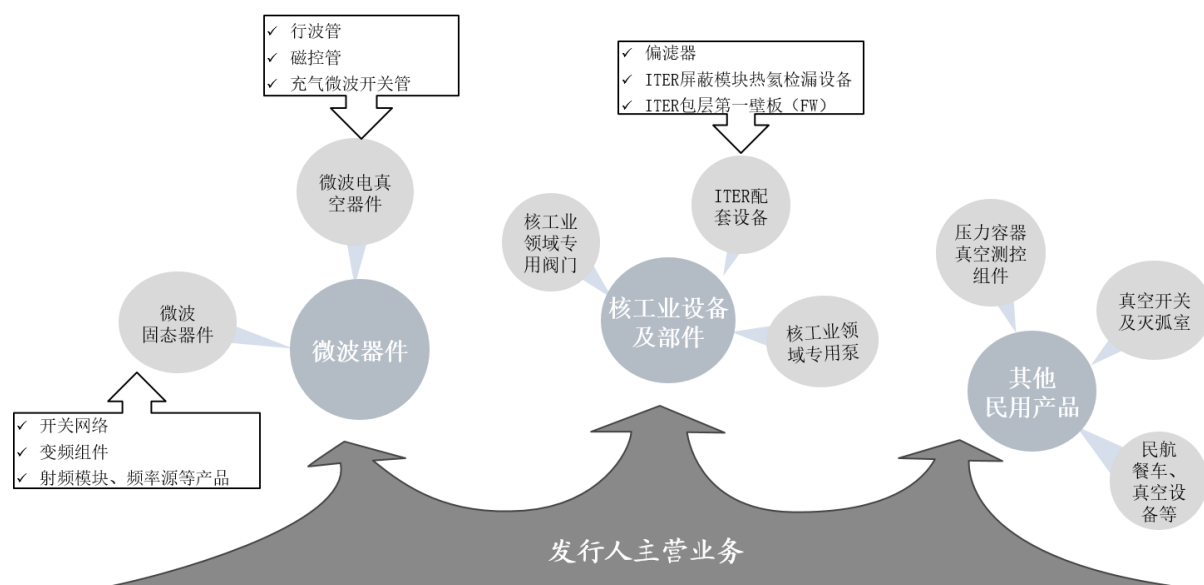 ✓ 行波管
✓ 磁控管
✓ 充气微波开关管
✓ 偏滤器
✓ ITER屏蔽模块热氦检漏设备
✓ ITER包层第一壁板（FW）
微波电真
空器件
微波
固态器件
微波器件
✓ 开关网络
✓ 变频组件
✓ 射频模块、频率源等产品
核工业
领域专
用阀门
ITER配
套设备
核工业设备
及部件
核工业领
域专用泵
压力容器
真空测控
组件
真空开关
及灭弧室
其他
民用产品
民航
餐车、
真空设
备等
发行人主营业务